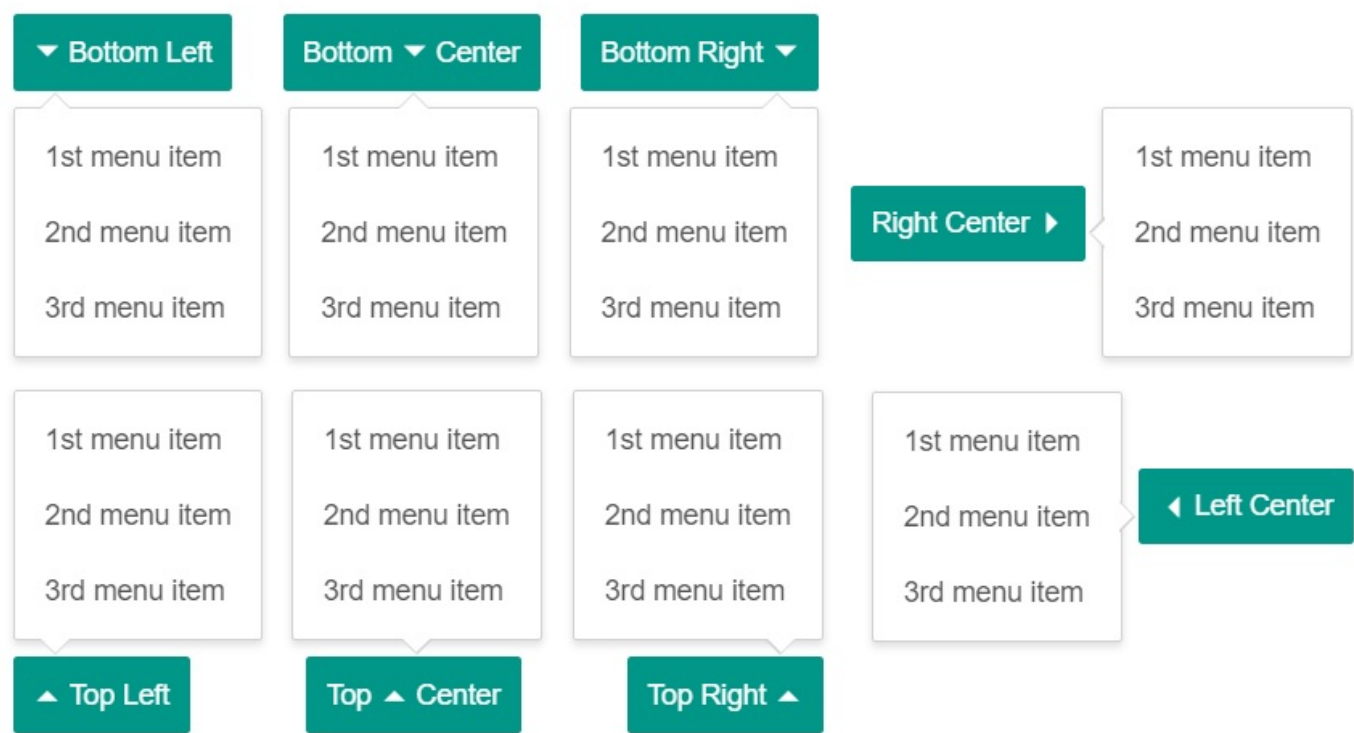 Bottom Left
1st menu item
2nd menu item
3rd menu item
Bottom Center
1st menu item
2nd menu item
3rd menu item
Bottom Right
1st menu item
2nd menu item
3rd menu item
Right Center
1st menu item
2nd menu item
3rd menu item
1st menu item
2nd menu item
3rd menu item
Top Left
1st menu item
2nd menu item
3rd menu item
Top Center
1st menu item
2nd menu item
3rd menu item
Top Right
1st menu item
2nd menu item
3rd menu item
Left Center